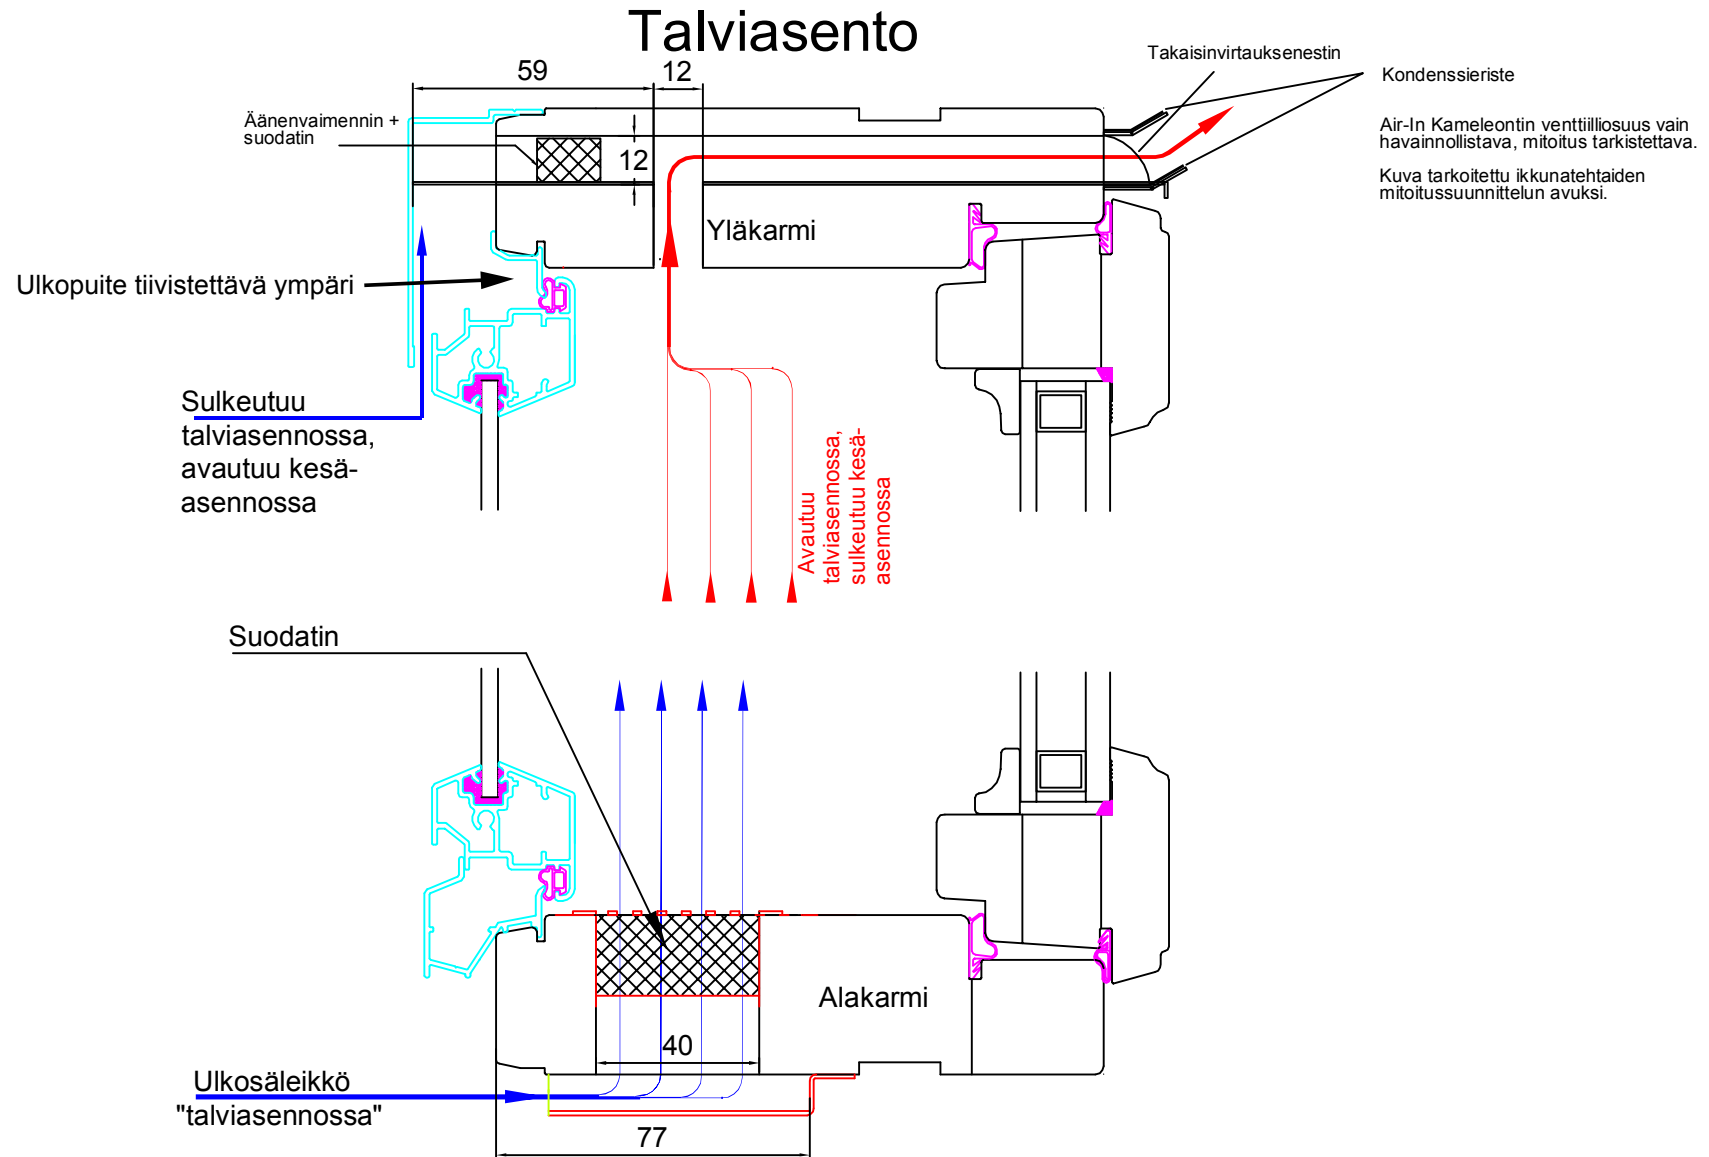 Talviasento
59
12
Takaisinvirtauksenestin
Kondenssieriste
Äänenvaimennin +
suodatin
12
Air-In Kameleontin venttiilliosuus vain
havainnollistava, mitoitus tarkistettava.
Kuva tarkoitettu ikkunatehtaiden
mitoitussuunnittelun avuksi.
Yläkarmi
Ulkopuite tiivistettävä ympäri
Sulkeutuu
talviasennossa,
avautuu kesä-
asennossa
Avautuu
talviasennossa,
sulkeutuu kesä-
asennossa
Suodatin
Alakarmi
40
Ulkosäleikkö
"talviasennossa"
77